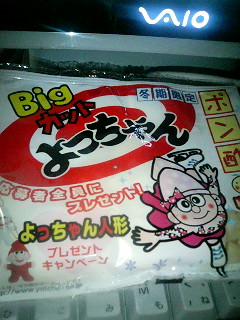 VAIO
Big
カット
よっちゃん
冬期限定
ポン酢
応募者全員に
プレゼント!
よっちゃん人形
プレゼント
キャンペーン